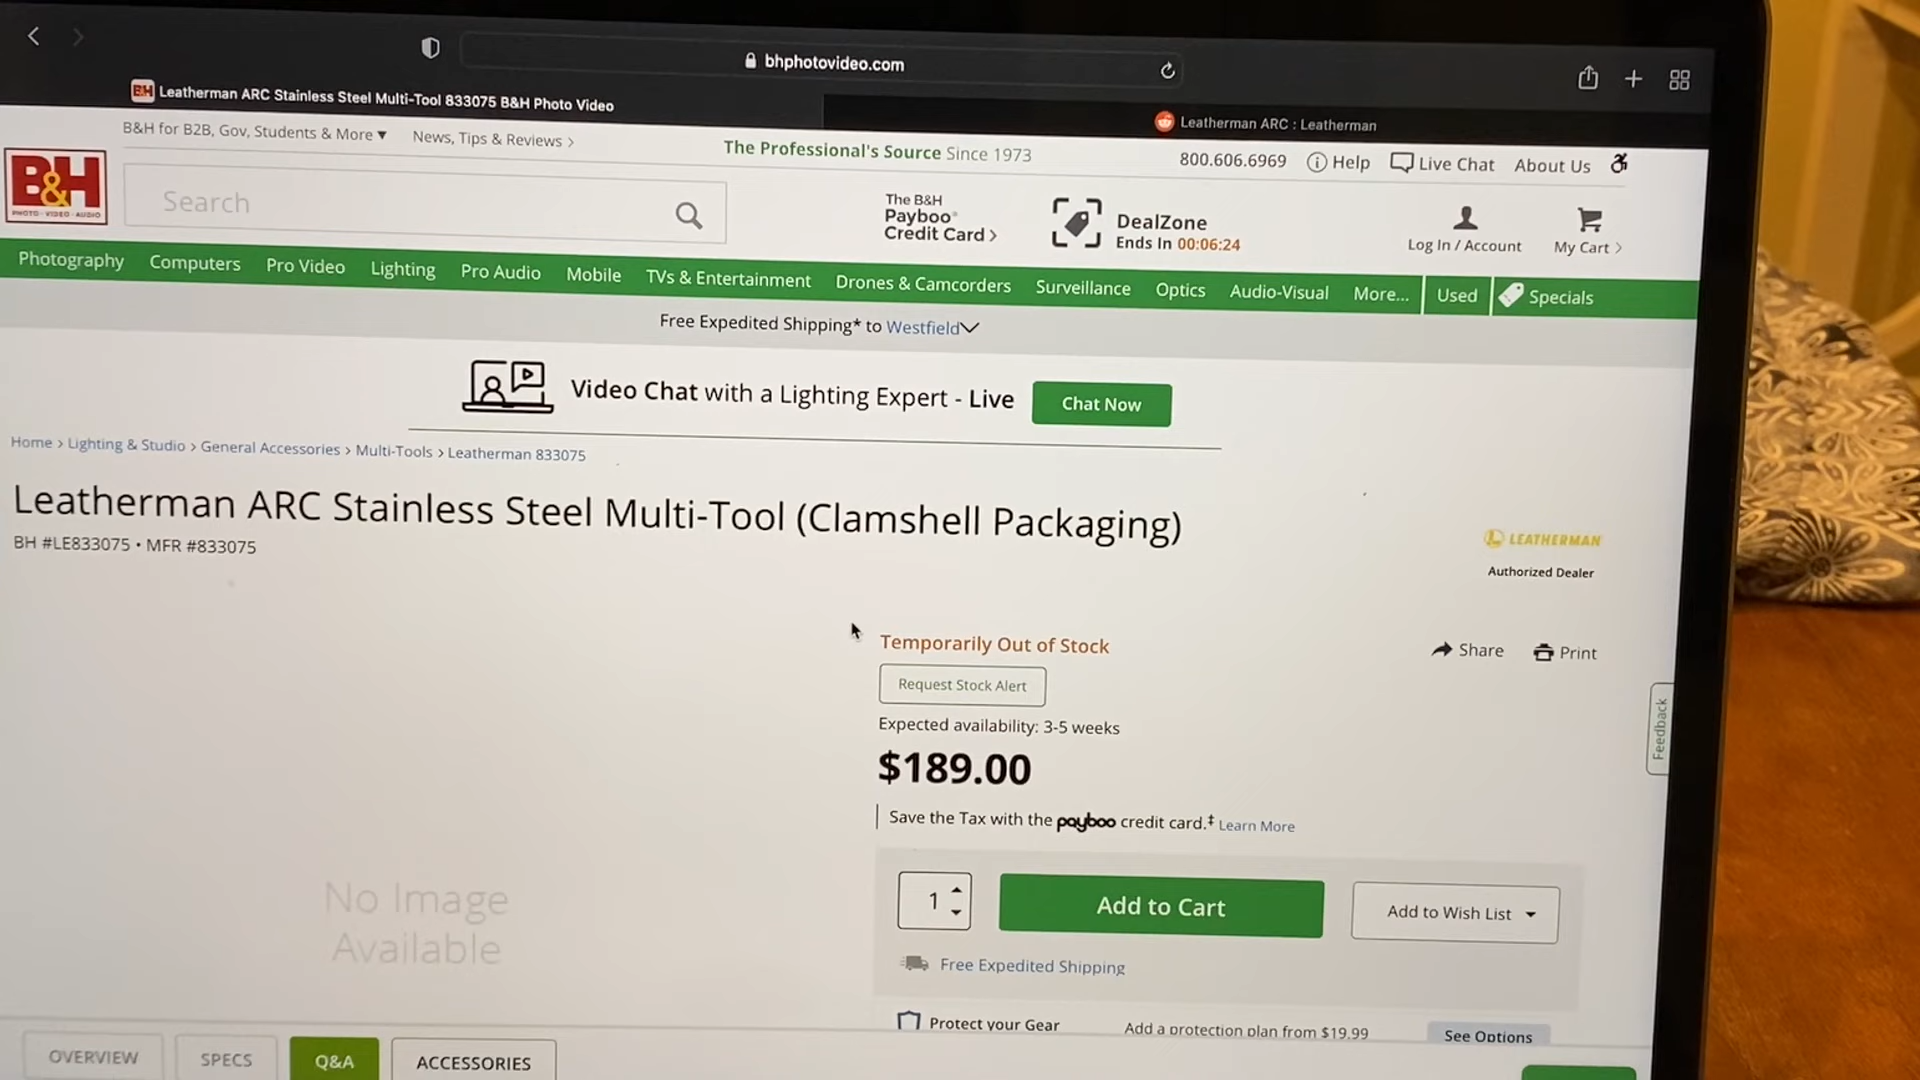 bhphotovideo.com
B&H Leatherman ARC Stainless Steel Multi-Tool 833075 B&H Photo Video
Leatherman ARC : Leatherman
B&H for B2B, Gov, Students & More ▼
News, Tips & Reviews >
The Professional's Source Since 1973
800.606.6969
Help
Live Chat
About Us
B&H
PHOTO • VIDEO • AUDIO
Search
The B&H
Payboo®
Credit Card >
DealZone
Ends In 00:06:24
Log In / Account
My Cart >
Photography Computers Pro Video Lighting Pro Audio Mobile TVs & Entertainment Drones & Camcorders Surveillance Optics Audio-Visual More... Used Specials
Free Expedited Shipping* to Westfield
Video Chat with a Lighting Expert - Live
Chat Now
Home > Lighting & Studio > General Accessories > Multi-Tools > Leatherman 833075
Leatherman ARC Stainless Steel Multi-Tool (Clamshell Packaging)
BH #LE833075 • MFR #833075
LEATHERMAN
Authorized Dealer
Temporarily Out of Stock
Share
Print
Request Stock Alert
Expected availability: 3-5 weeks
$189.00
Feedback
Save the Tax with the payboo credit card.‡ Learn More
No Image
Available
1
Add to Cart
Add to Wish List
Free Expedited Shipping
Protect your Gear
Add a protection plan from $19.99
See Options
OVERVIEW
SPECS
Q&A
ACCESSORIES